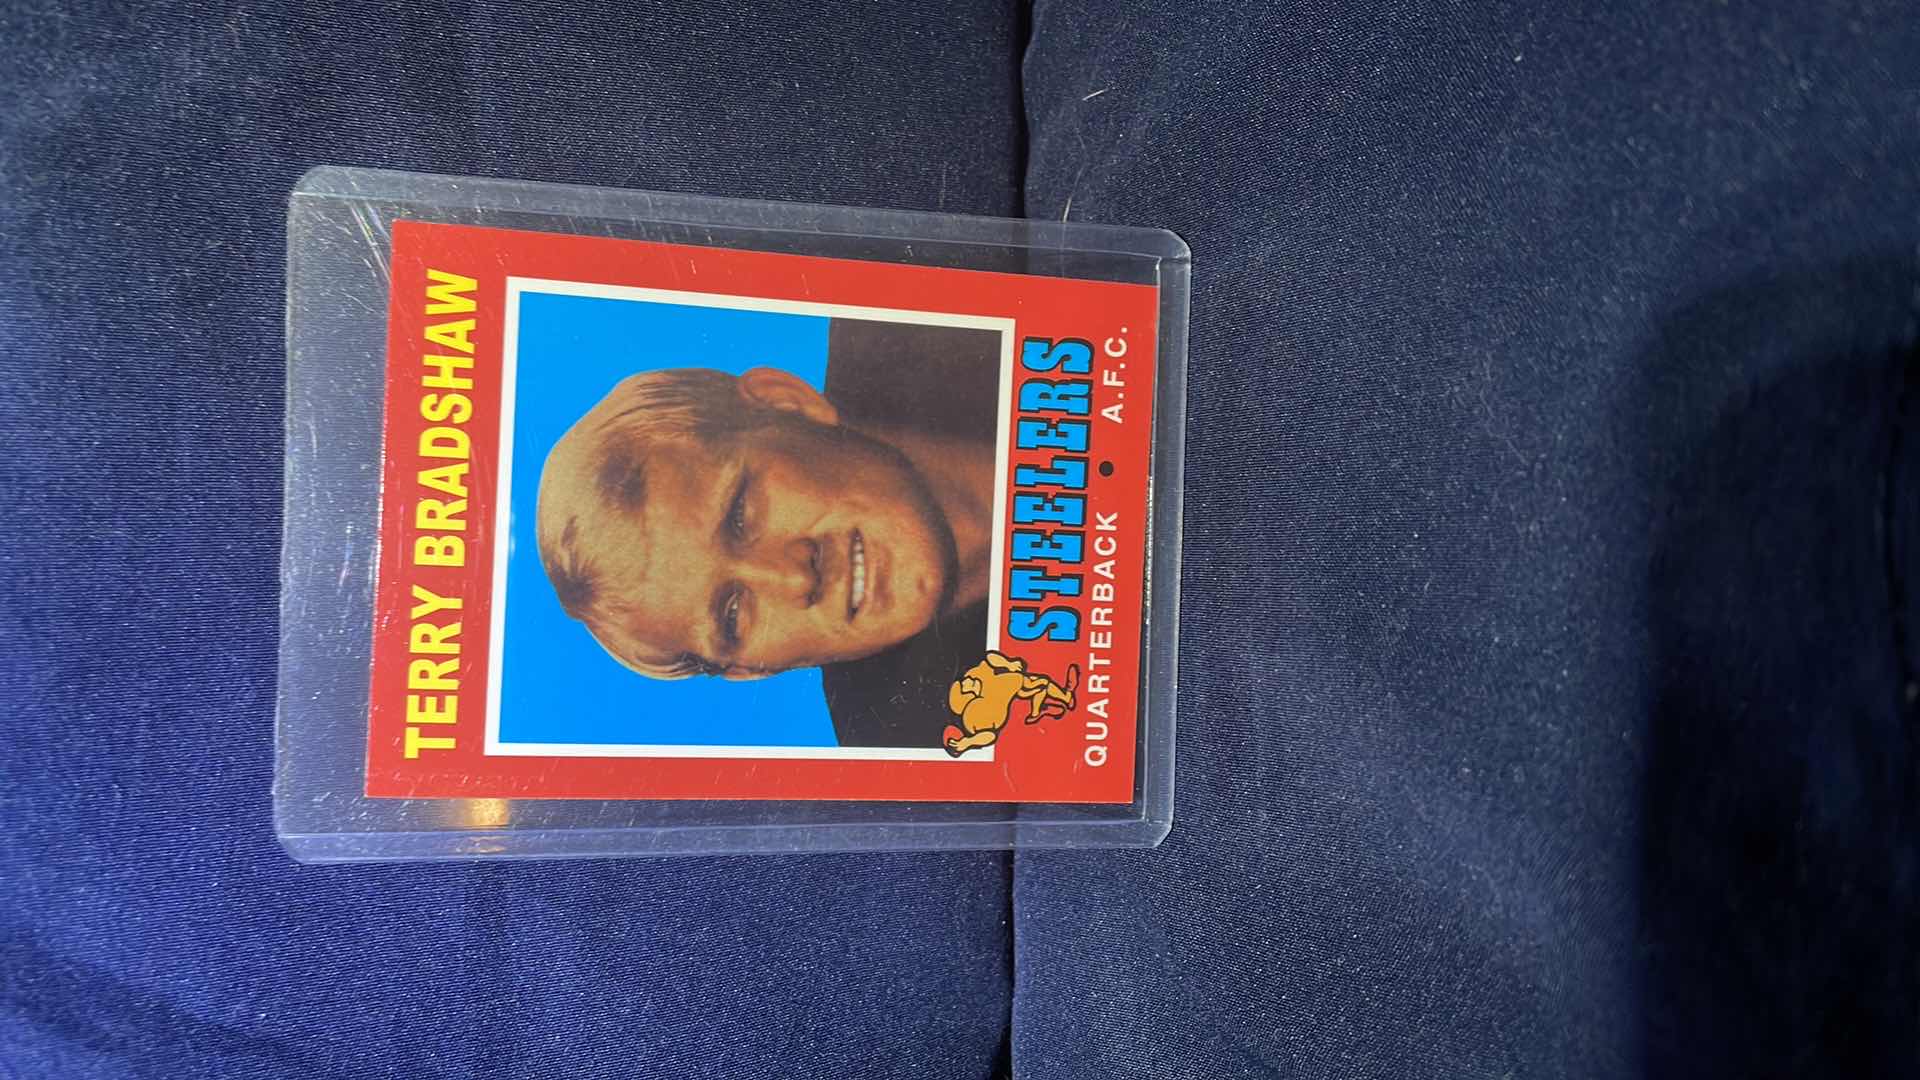 TERRY BRADSHAW
STEELERS
QUARTERBACK • A.F.C.